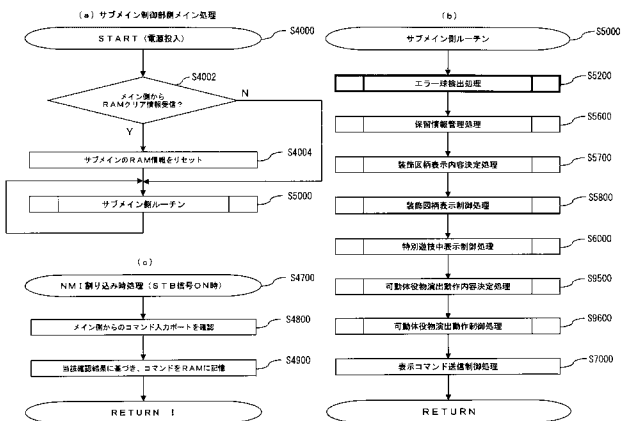 (a) サブメイン制御部側メイン処理
START(電源投入)
S4000
S4002
メイン側から
RAMクリア情報受信?
N
Y
S4004
サブメインのRAM情報をリセット
S5000
サブメイン側ルーチン
(c)
S4700
NMI割り込み時処理(STB信号ON時)
S4800
メイン側からのコマンド入力ポートを確認
S4900
当該確認結果に基づき、コマンドをRAMに記憶
RETURN !
(b)
S5000
サブメイン側ルーチン
S5200
エラー球検出処理
S5600
保留情報管理処理
S5700
装飾図柄表示内容決定処理
S5800
装飾図柄表示制御処理
S6000
特別遊技中表示制御処理
S9500
可動体役物演出動作内容決定処理
S9600
可動体役物演出動作制御処理
S7000
表示コマンド送信制御処理
RETURN